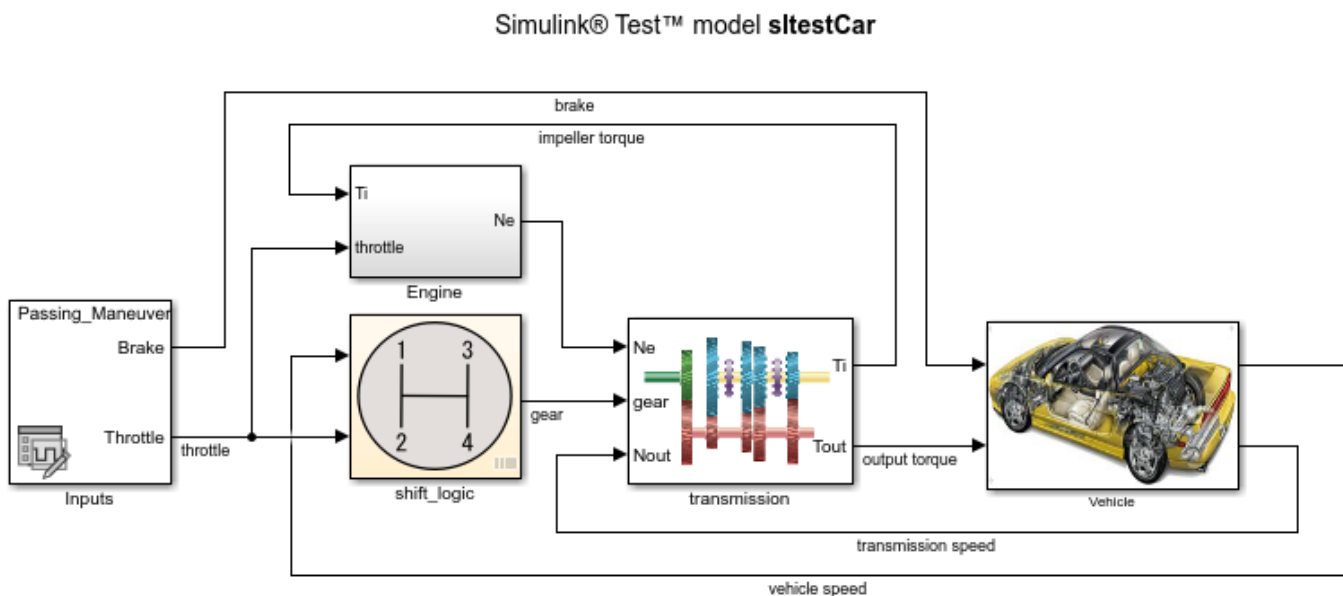 Simulink® Test™ model sltestCar
brake
impeller torque
Ti
Ne
throttle
Engine
Passing_Maneuver
Brake
Throttle
Inputs
throttle
1 3
2 4
shift_logic
gear
Ne
gear
Nout
Ti
Tout
transmission
output torque
Vehicle
transmission speed
vehicle speed